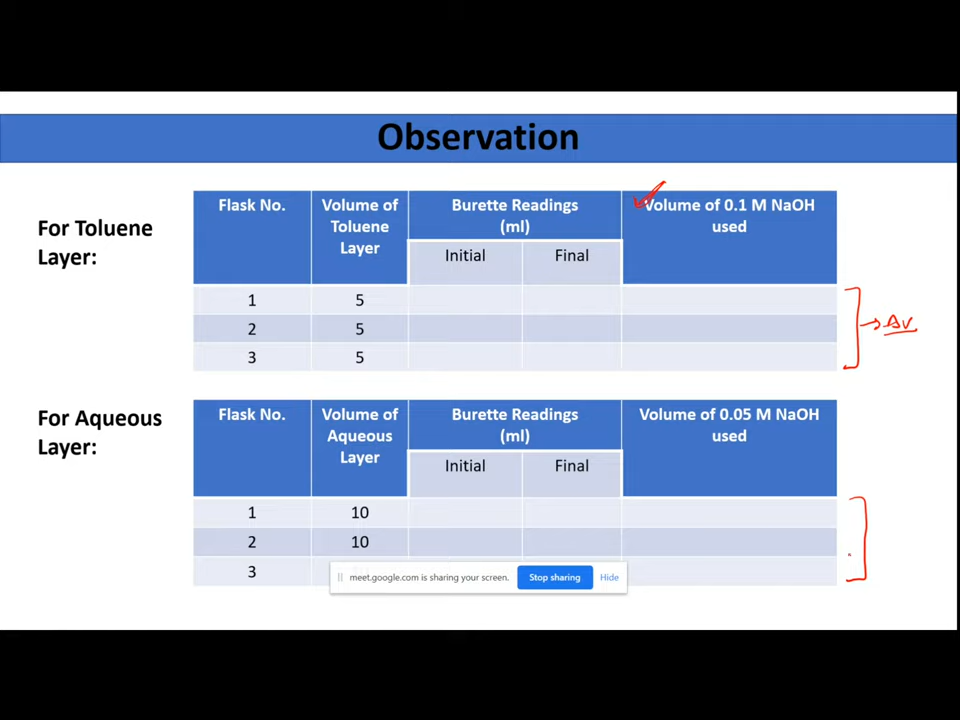 Observation
For Toluene
Layer:
Flask No. Volume of Toluene Layer Burette Readings (ml) Volume of 0.1 M NaOH used
Initial Final
1 5
2 5
3 5
Av
For Aqueous
Layer:
Flask No. Volume of Aqueous Layer Burette Readings (ml) Volume of 0.05 M NaOH used
Initial Final
1 10
2 10
3
meet.google.com is sharing your screen. Stop sharing Hide